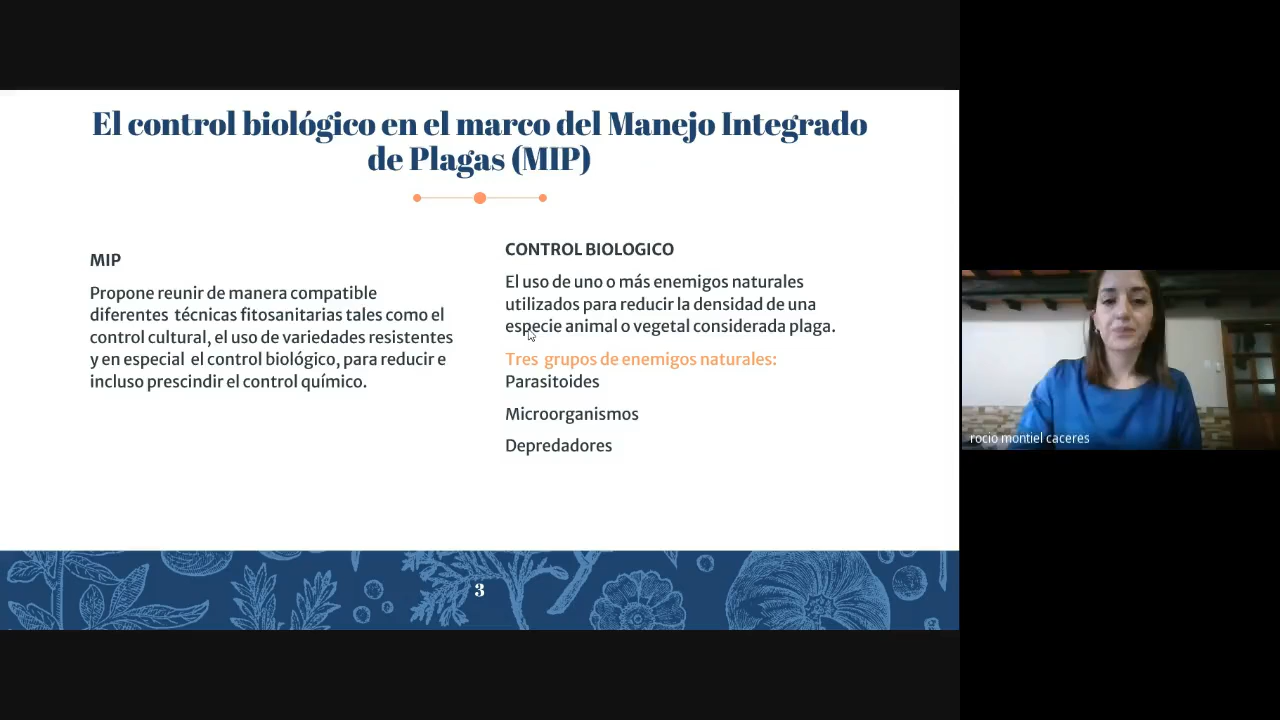 El control biológico en el marco del Manejo Integrado
de Plagas (MIP)
MIP
Propone reunir de manera compatible
diferentes técnicas fitosanitarias tales como el
control cultural, el uso de variedades resistentes
y en especial el control biológico, para reducir e
incluso prescindir el control químico.
CONTROL BIOLOGICO
El uso de uno o más enemigos naturales
utilizados para reducir la densidad de una
especie animal o vegetal considerada plaga.
Tres grupos de enemigos naturales:
Parasitoides
Microorganismos
Depredadores
3
rocio montiel caceres